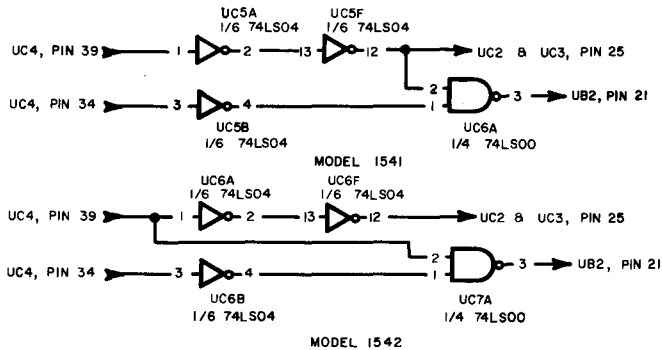 UC5A
1/6 74LS04
UC5F
1/6 74LS04
UC4, PIN 39
1
2
13
12
UC2 & UC3, PIN 25
2
UC4, PIN 34
3
4
1
3
UB2, PIN 21
UC5B
1/6 74LS04
UC6A
1/4 74LS00
MODEL 1541
UC6A
1/6 74LS04
UC6F
1/6 74LS04
UC4, PIN 39
1
2
13
12
UC2 & UC3, PIN 25
2
UC4, PIN 34
3
4
1
3
UB2, PIN 21
UC6B
1/6 74LS04
UC7A
1/4 74LS00
MODEL 1542